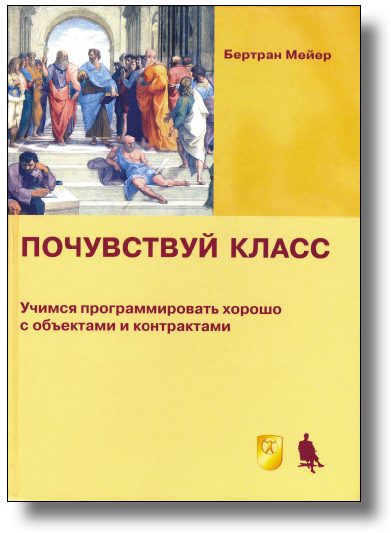 Бертран Мейер
ПОЧУВСТВУЙ КЛАСС
Учимся программировать хорошо
с объектами и контрактами